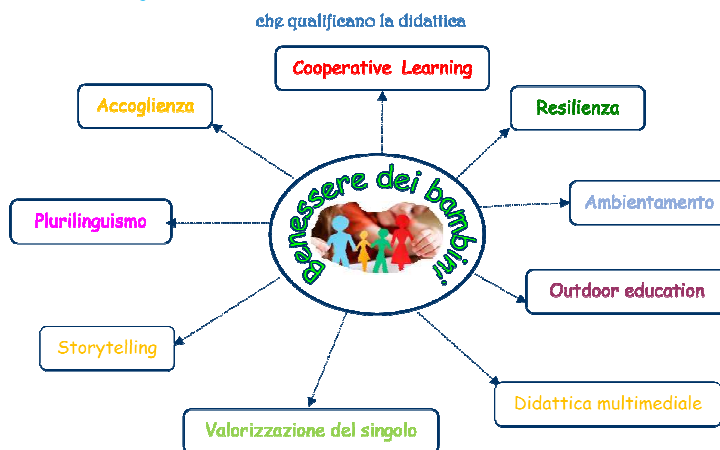 che qualificano la didattica
Cooperative Learning
Accoglienza
Resilienza
Benessere dei bambini
Plurilinguismo
Ambientamento
Outdoor education
Storytelling
Didattica multimediale
Valorizzazione del singolo